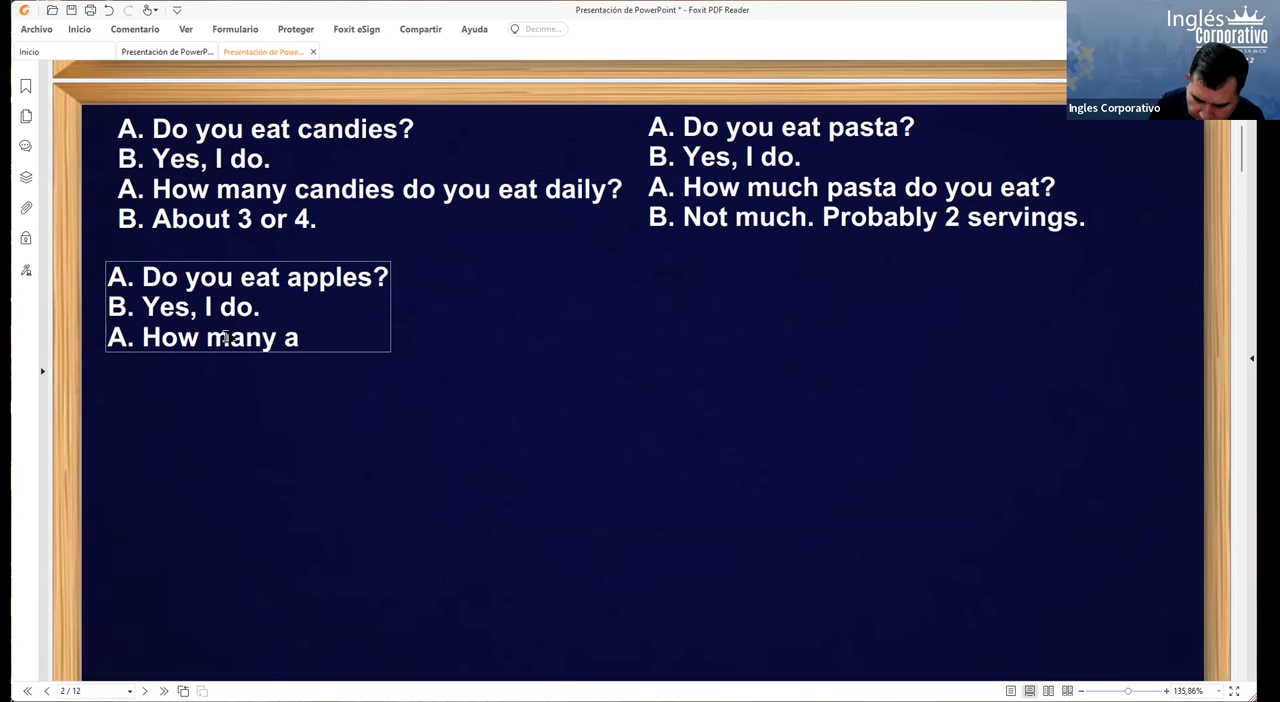 Presentación de PowerPoint * - Foxit PDF Reader
Archivo Inicio Comentario Ver Formulario Proteger Foxit eSign Compartir Ayuda Decirme...
Inicio Presentación de PowerP... Presentación de Powe...
Inglés
Corporativo
Ingles Corporativo
A. Do you eat candies?
B. Yes, I do.
A. How many candies do you eat daily?
B. About 3 or 4.
A. Do you eat pasta?
B. Yes, I do.
A. How much pasta do you eat?
B. Not much. Probably 2 servings.
A. Do you eat apples?
B. Yes, I do.
A. How many a
2 / 12
135,86%